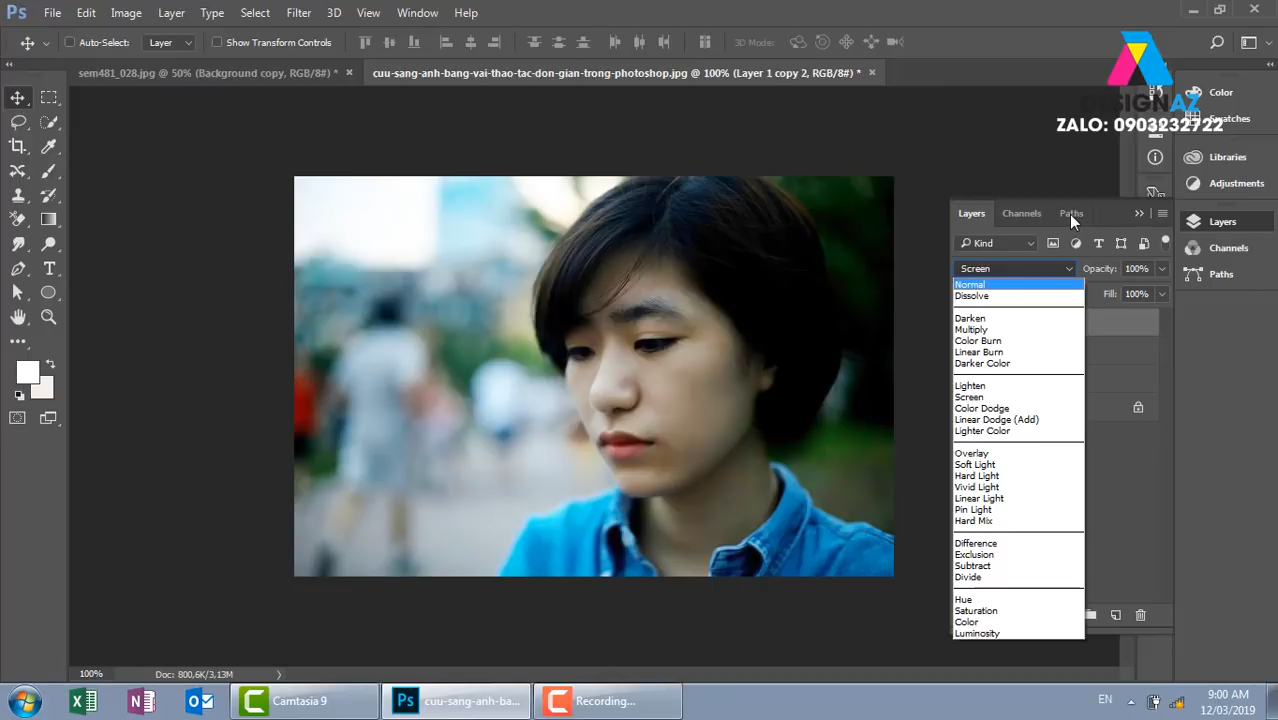 Ps File Edit Image Layer Type Select Filter 3D View Window Help
Auto-Select: Layer Show Transform Controls 3D Mode:
sem481_028.jpg @ 50% (Background copy, RGB/8#) *
cuu-sang-anh-bang-vai-thao-tac-don-gian-trong-photoshop.jpg @ 100% (Layer 1 copy 2, RGB/8#) *
DESIGNAZ
ZALO: 0903232722
Color
Swatches
Libraries
Adjustments
Layers
Channels
Paths
Layers Channels Paths
Kind
Screen Opacity: 100%
Fill: 100%
Normal
Dissolve
Darken
Multiply
Color Burn
Linear Burn
Darker Color
Lighten
Screen
Color Dodge
Linear Dodge (Add)
Lighter Color
Overlay
Soft Light
Hard Light
Vivid Light
Linear Light
Pin Light
Hard Mix
Difference
Exclusion
Subtract
Divide
Hue
Saturation
Color
Luminosity
100% Doc: 800,6K/3,13M
Camtasia 9
Ps cuu-sang-anh-ba...
Recording...
EN
9:00 AM
12/03/2019